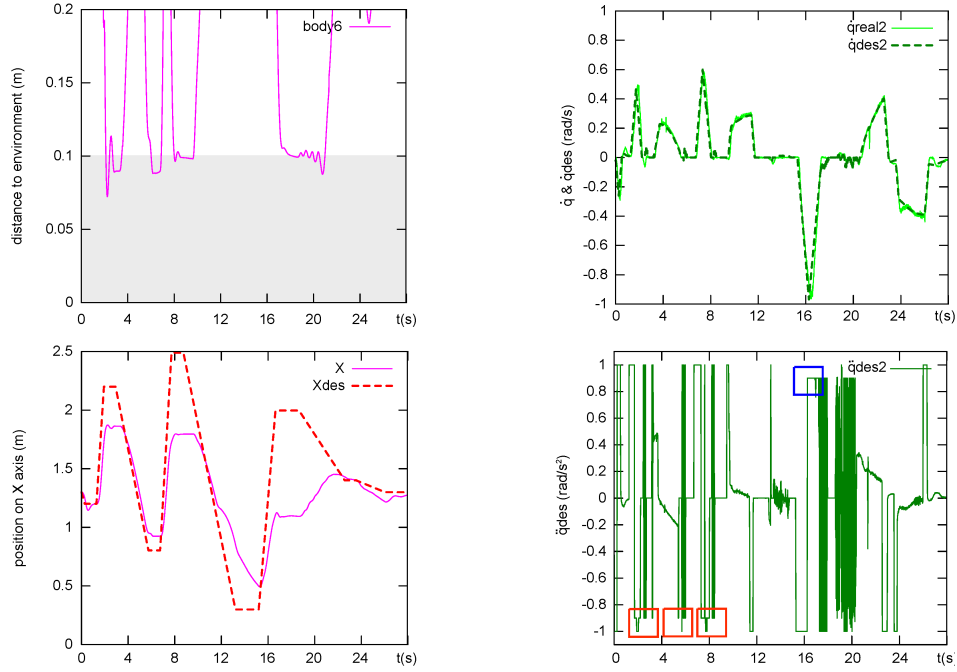 0.2
0.15
0.1
0.05
0
distance to environment (m)
body6
0 4 8 12 16 20 24 t(s)
1
0.8
0.6
0.4
0.2
0
-0.2
-0.4
-0.6
-0.8
-1
q̇ & q̇des (rad/s)
q̇real2
q̇des2
0 4 8 12 16 20 24 t(s)
2.5
2.0
1.5
1
0.5
0
position on X axis (m)
X
Xdes
0 4 8 12 16 20 24 t(s)
1
0.8
0.6
0.4
0.2
0
-0.2
-0.4
-0.6
-0.8
-1
q̈des (rad/s²)
q̈des2
0 4 8 12 16 20 24 t(s)